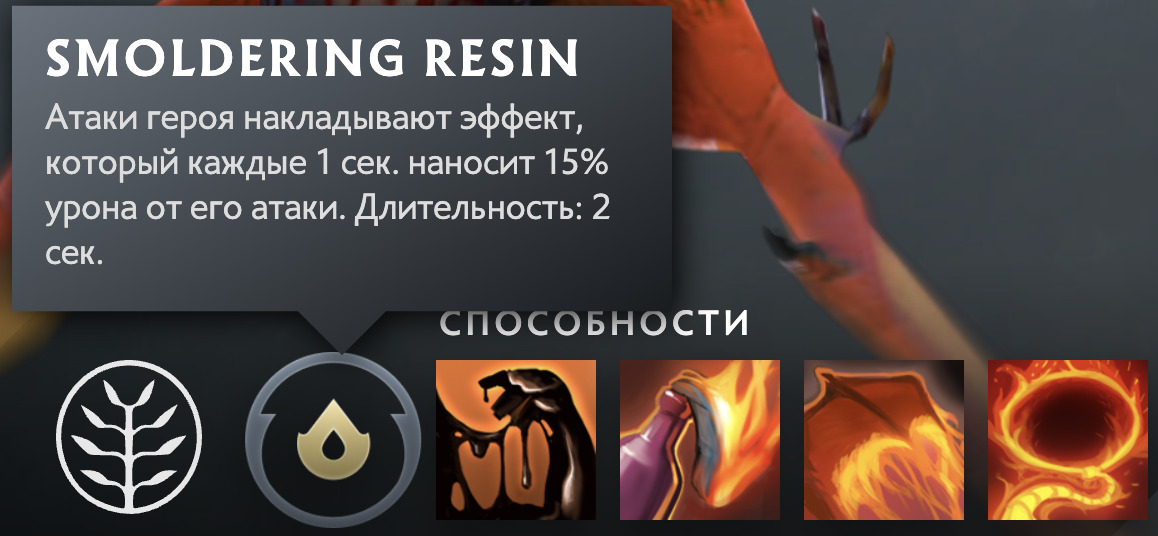 SMOLDERING RESIN
Атаки героя накладывают эффект,
который каждые 1 сек. наносит 15%
урона от его атаки. Длительность: 2
сек.
СПОСОБНОСТИ